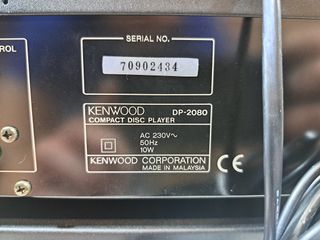 ROL
SERIAL NO.
70902434
KENWOOD DP-2080
COMPACT DISC PLAYER
AC 230V~
50Hz
10W
KENWOOD CORPORATION
MADE IN MALAYSIA
CE